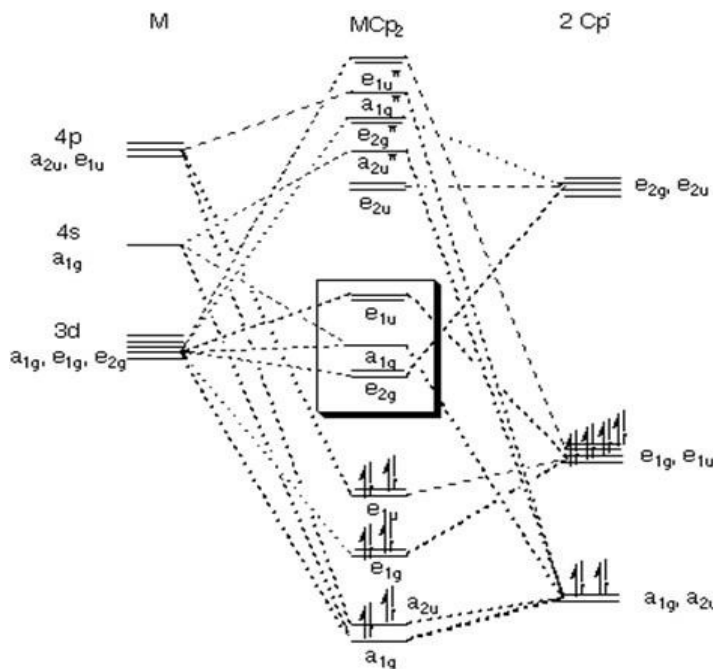 M
MCp₂
2 Cp⁻
e₁ᵤ*
a₁g*
4p
a₂ᵤ, e₁ᵤ
e₂g*
a₂ᵤ*
e₂ᵤ
e₂g, e₂ᵤ
4s
a₁g
e₁ᵤ
3d
a₁g, e₁g, e₂g
a₁g
e₂g
e₁g, e₁ᵤ
e₁ᵤ
e₁g
a₂ᵤ
a₁g, a₂ᵤ
a₁g